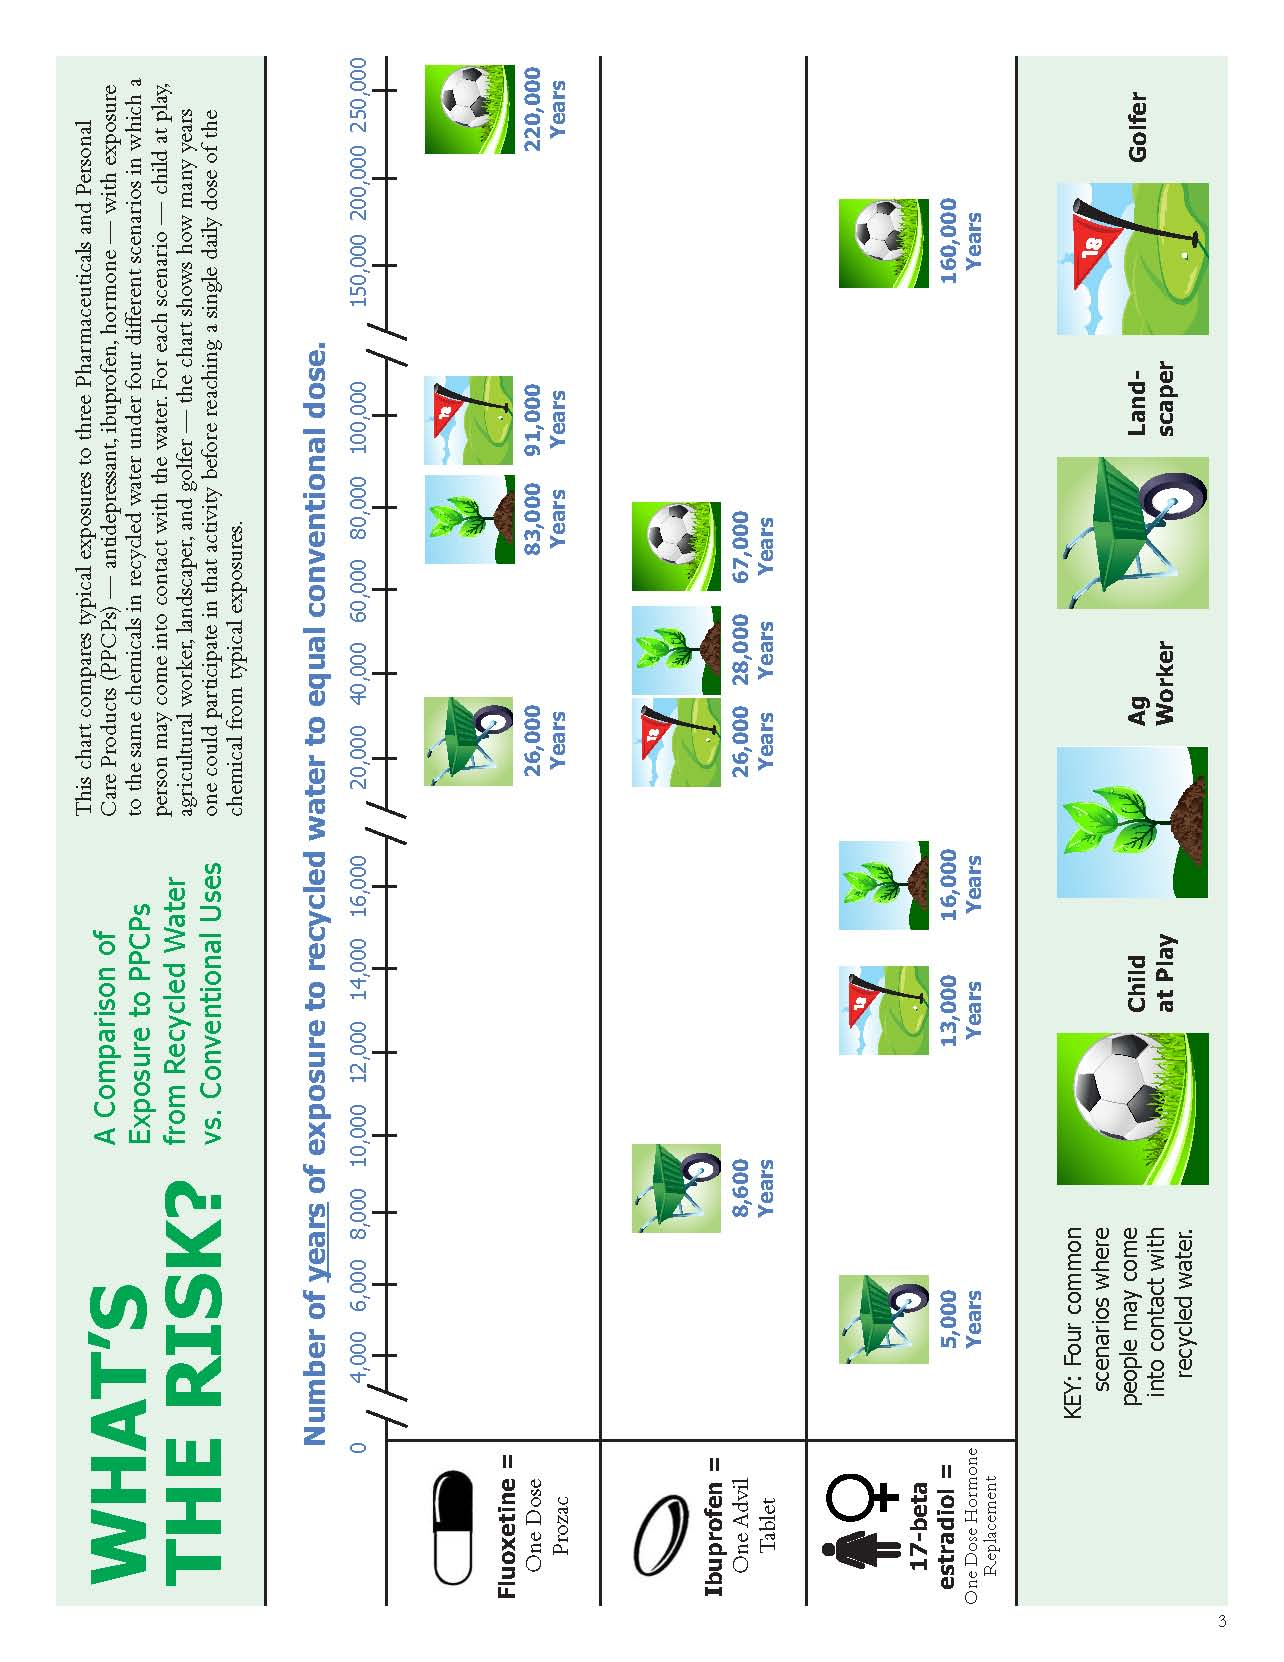 WHAT'S
THE RISK?
A Comparison of
Exposure to PPCPs
from Recycled Water
vs. Conventional Uses
This chart compares typical exposures to three Pharmaceuticals and Personal
Care Products (PPCPs) — antidepressant, ibuprofen, hormone — with exposure
to the same chemicals in recycled water under four different scenarios in which a
person may come into contact with the water. For each scenario — child at play,
agricultural worker, landscaper, and golfer — the chart shows how many years
one could participate in that activity before reaching a single daily dose of the
chemical from typical exposures.
Number of years of exposure to recycled water to equal conventional dose.
0 4,000 6,000 8,000 10,000 12,000 14,000 16,000 20,000 40,000 60,000 80,000 100,000 150,000 200,000 250,000
Fluoxetine =
One Dose
Prozac
26,000
Years
83,000
Years
18
91,000
Years
220,000
Years
Ibuprofen =
One Advil
Tablet
8,600
Years
18
26,000
Years
28,000
Years
67,000
Years
17-beta
estradiol =
One Dose Hormone
Replacement
5,000
Years
18
13,000
Years
16,000
Years
160,000
Years
KEY: Four common
scenarios where
people may come
into contact with
recycled water.
Child
at Play
Ag
Worker
Land-
scaper
18
Golfer
3